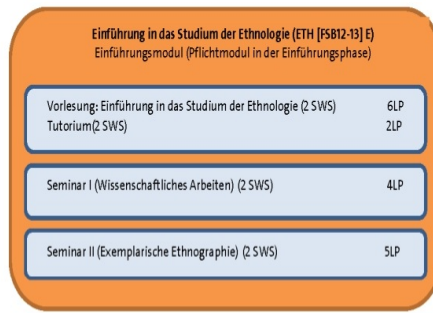 Einführung in das Studium der Ethnologie (ETH [FSB12-13] E)
Einführungsmodul (Pflichtmodul in der Einführungsphase)
Vorlesung: Einführung in das Studium der Ethnologie (2 SWS) 6LP
Tutorium(2 SWS) 2LP
Seminar I (Wissenschaftliches Arbeiten) (2 SWS) 4LP
Seminar II (Exemplarische Ethnographie) (2 SWS) 5LP